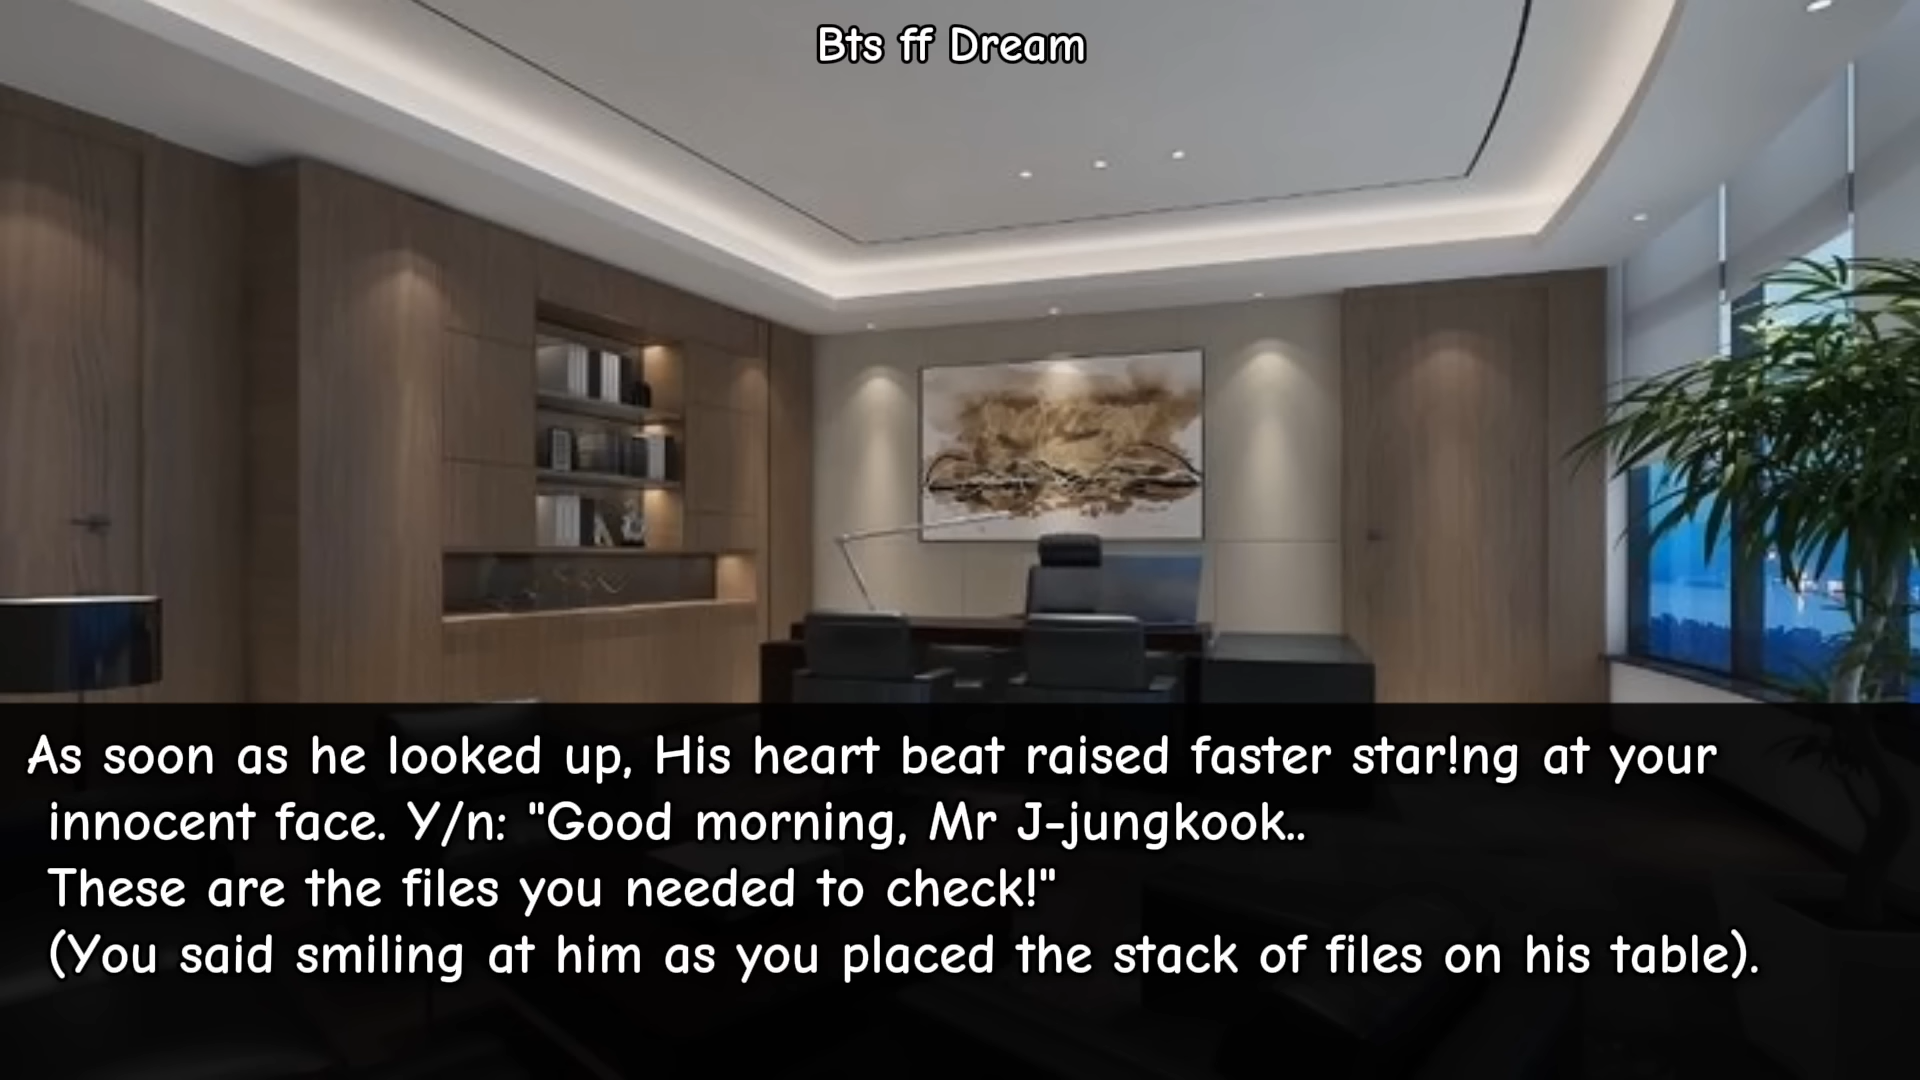 Bts ff Dream
As soon as he looked up, His heart beat raised faster star!ng at your
innocent face. Y/n: "Good morning, Mr J-jungkook..
These are the files you needed to check!"
(You said smiling at him as you placed the stack of files on his table).